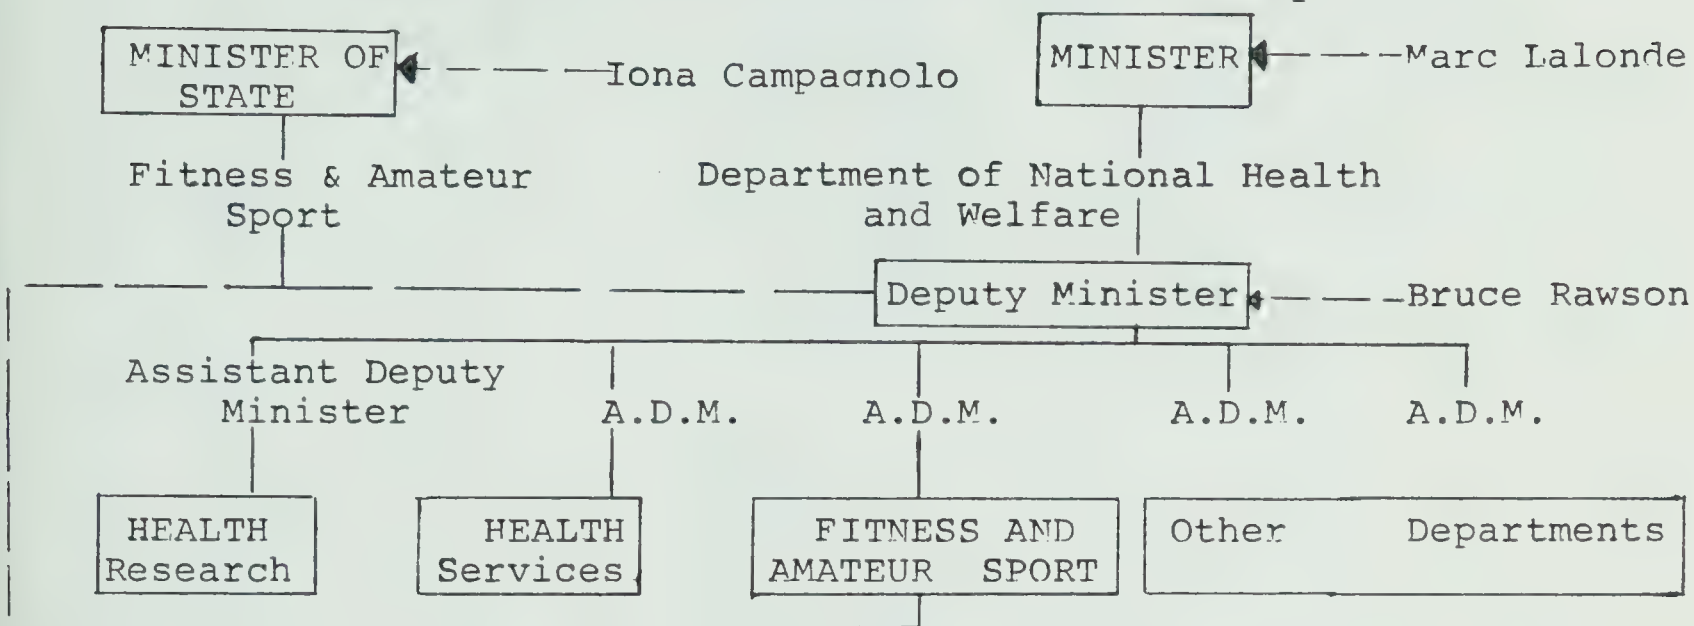 MINISTER OF
STATE
Iona Campagnolo
MINISTER
Marc Lalonde
Fitness & Amateur
Sport
Department of National Health
and Welfare
Deputy Minister
Bruce Rawson
Assistant Deputy
Minister
A.D.M.
A.D.M.
A.D.M.
A.D.M.
HEALTH
Research
HEALTH
Services
FITNESS AND
AMATEUR SPORT
Other Departments